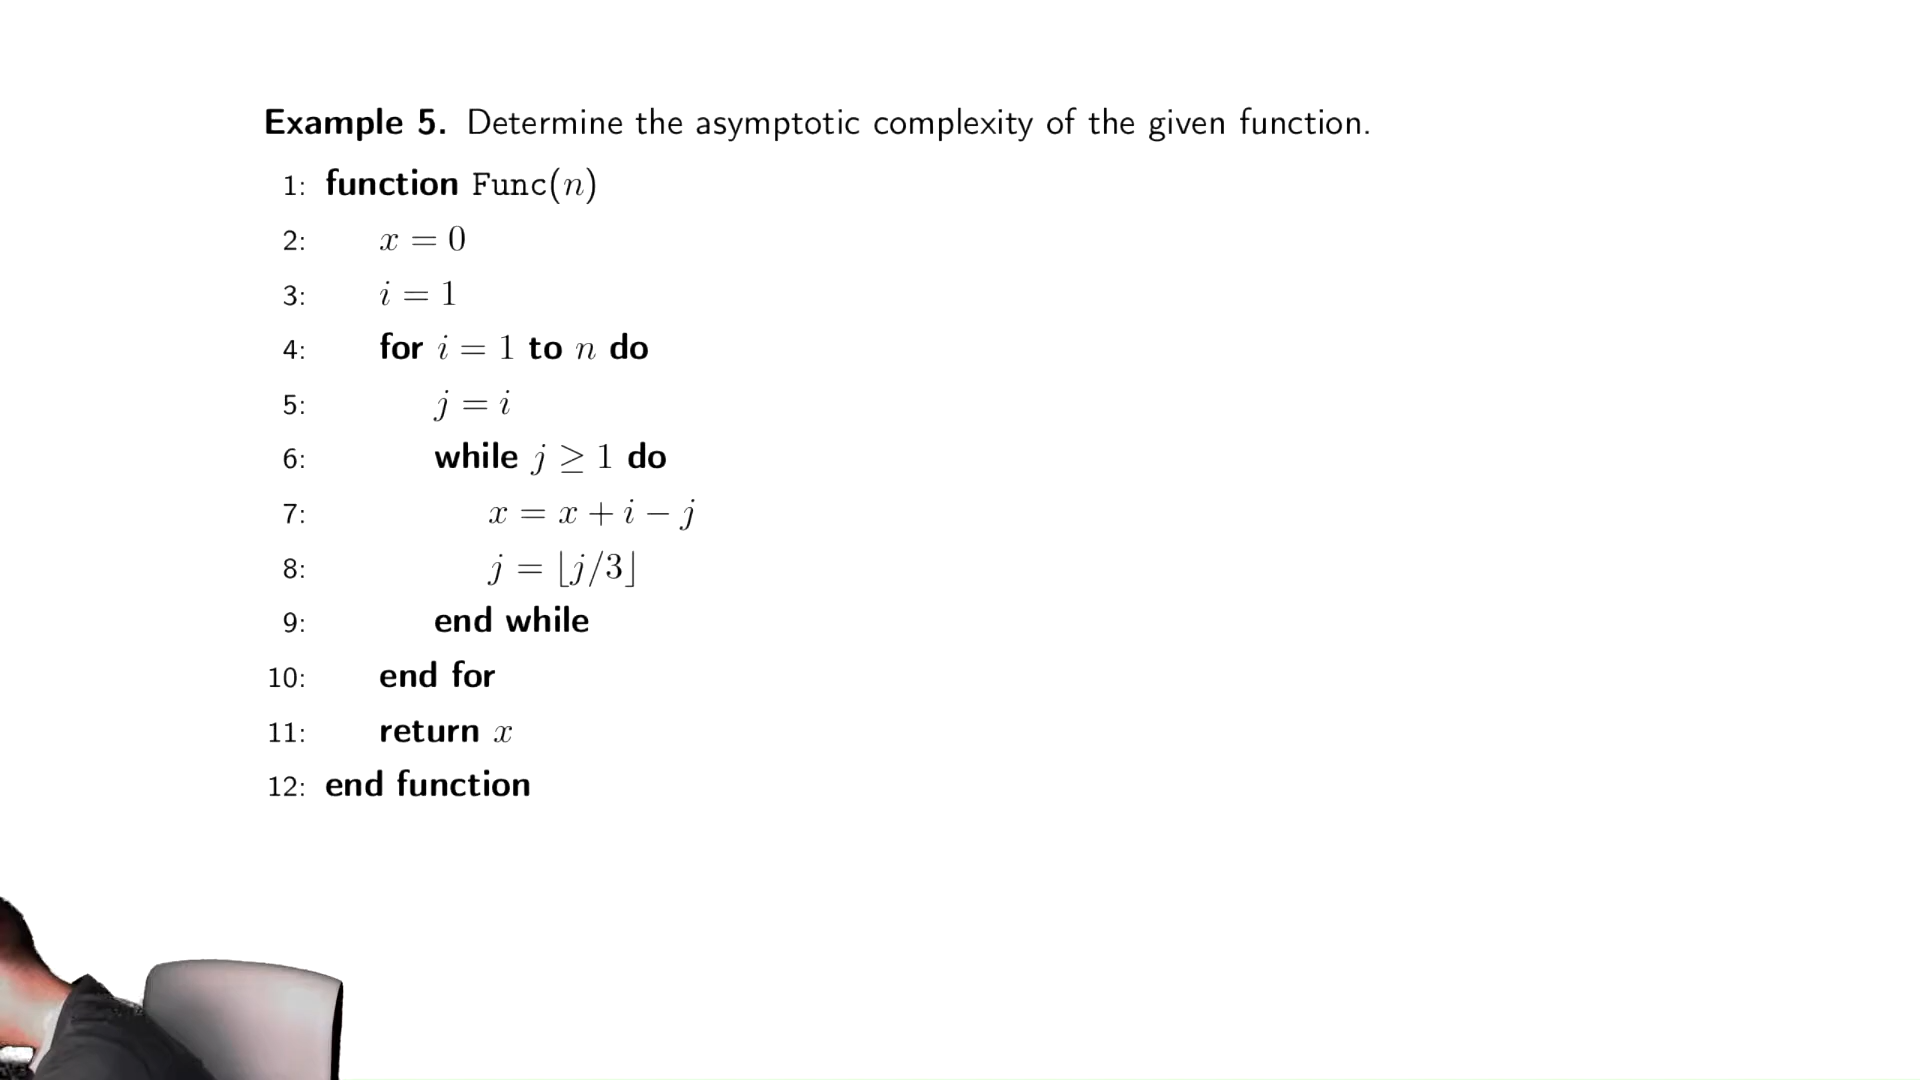 Example 5. Determine the asymptotic complexity of the given function.
1: function Func(n)
2: x = 0
3: i = 1
4: for i = 1 to n do
5: j = i
6: while j ≥ 1 do
7: x = x + i − j
8: j = ⌊j/3⌋
9: end while
10: end for
11: return x
12: end function